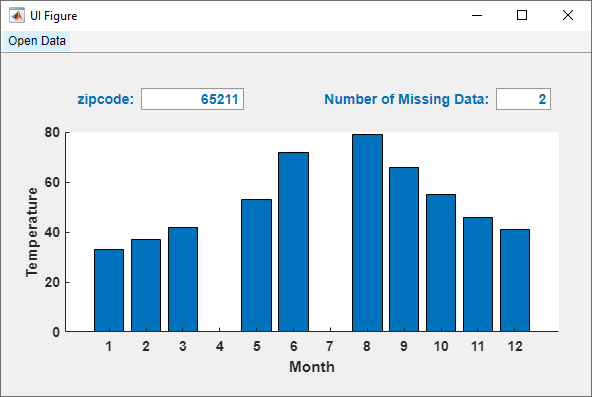 UI Figure
Open Data
zipcode: 65211 Number of Missing Data: 2
80
60
40
20
0
Temperature
1 2 3 4 5 6 7 8 9 10 11 12
Month